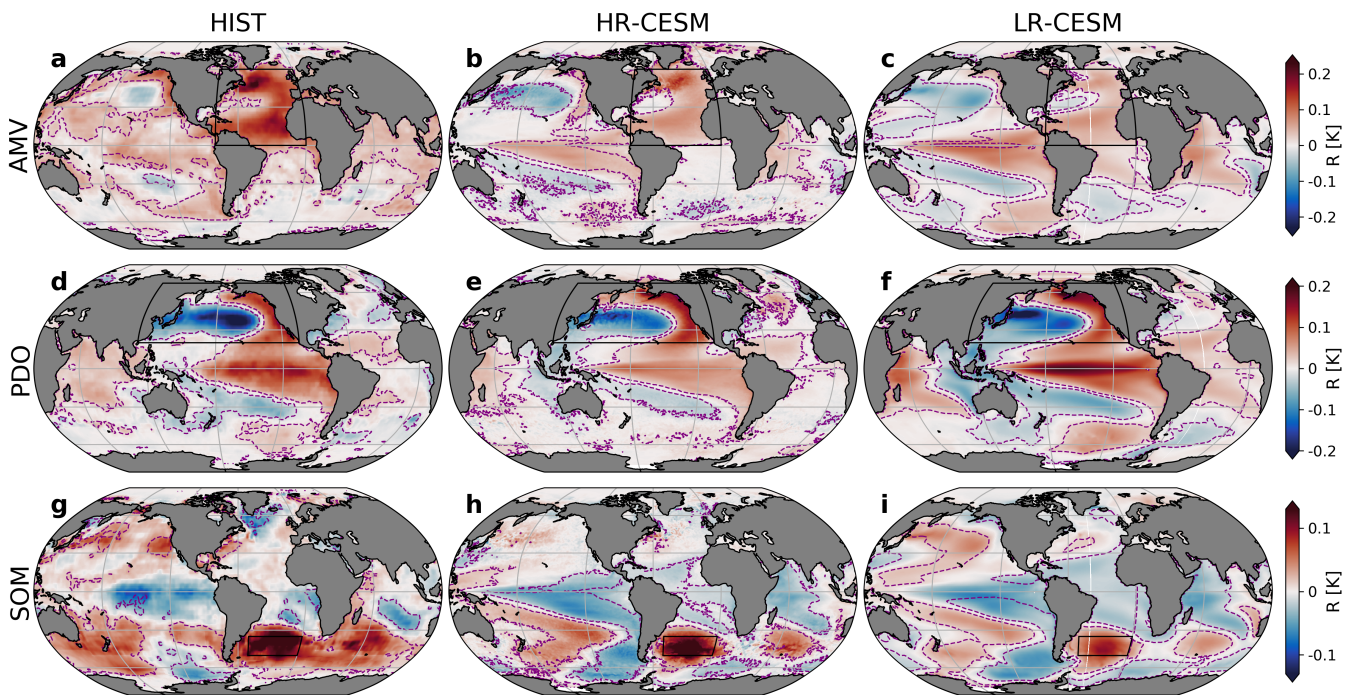 HIST HR-CESM LR-CESM
AMV a b c 0.2 0.1 0 -0.1 -0.2 R [K]
PDO d e f 0.2 0.1 0 -0.1 -0.2 R [K]
SOM g h i 0.1 0 -0.1 R [K]